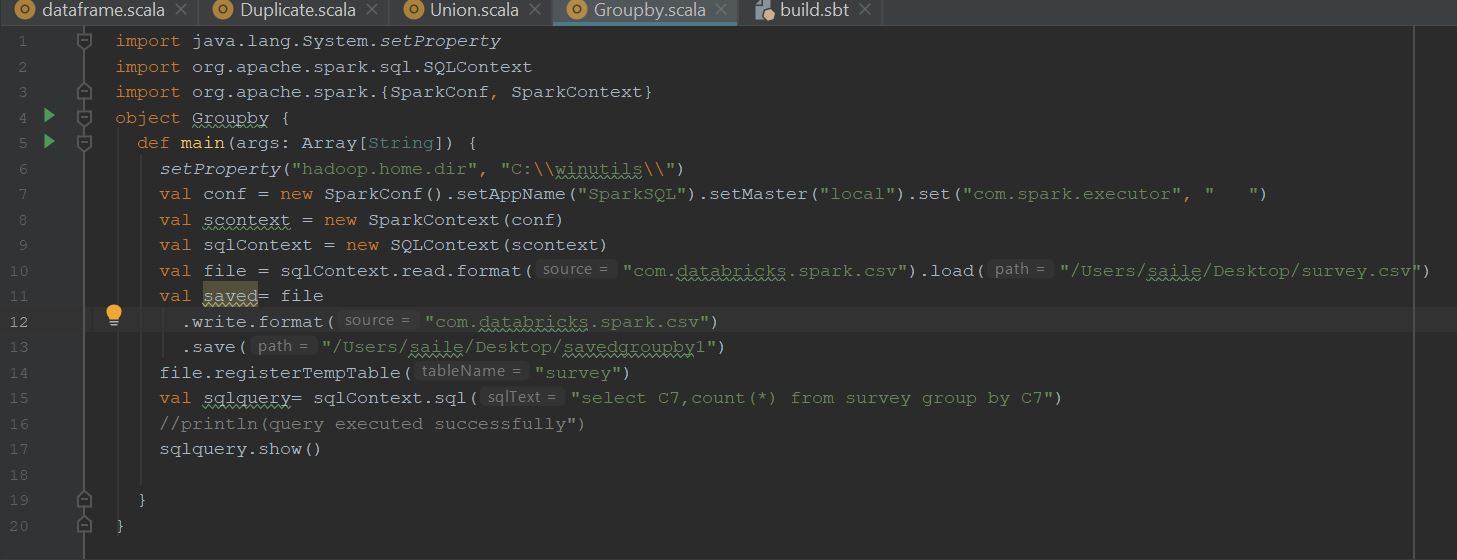 dataframe.scala Duplicate.scala Union.scala Groupby.scala build.sbt
1 import java.lang.System.setProperty
2 import org.apache.spark.sql.SQLContext
3 import org.apache.spark.{SparkConf, SparkContext}
4 object Groupby {
5 def main(args: Array[String]) {
6 setProperty("hadoop.home.dir", "C:\\winutils\\")
7 val conf = new SparkConf().setAppName("SparkSQL").setMaster("local").set("com.spark.executor", "   ")
8 val scontext = new SparkContext(conf)
9 val sqlContext = new SQLContext(scontext)
10 val file = sqlContext.read.format( source = "com.databricks.spark.csv").load( path = "/Users/saile/Desktop/survey.csv")
11 val saved= file
12 .write.format( source = "com.databricks.spark.csv")
13 .save( path = "/Users/saile/Desktop/savedgroupby1")
14 file.registerTempTable( tableName = "survey")
15 val sqlquery= sqlContext.sql( sqlText = "select C7,count(*) from survey group by C7")
16 //println(query executed successfully")
17 sqlquery.show()
18
19 }
20 }